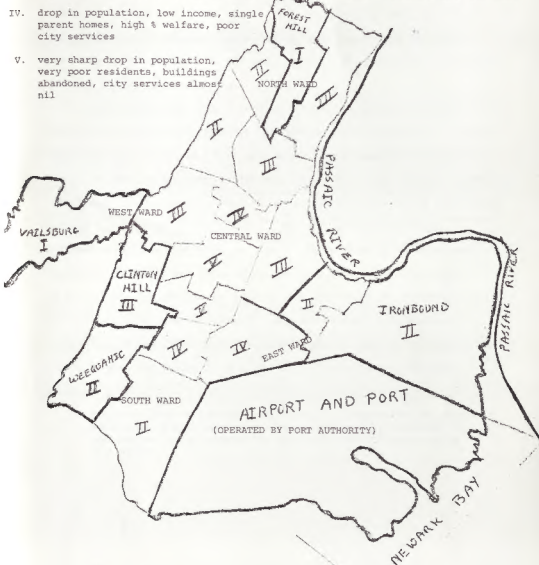 IV. drop in population, low income, single
parent homes, high % welfare, poor
city services
V. very sharp drop in population,
very poor residents, buildings
abandoned, city services almost
nil
FOREST
HILL
I
II
NORTH WARD
III
II
III
PASSAIC RIVER
WEST WARD
III
IV
VAILSBURG
I
CENTRAL WARD
V
III
CLINTON
HILL
III
V
II
IRONBOUND
II
PASSAIC RIVER
IV
IV
EAST WARD
WEEQUAHIC
II
SOUTH WARD
II
AIRPORT AND PORT
(OPERATED BY PORT AUTHORITY)
NEWARK BAY